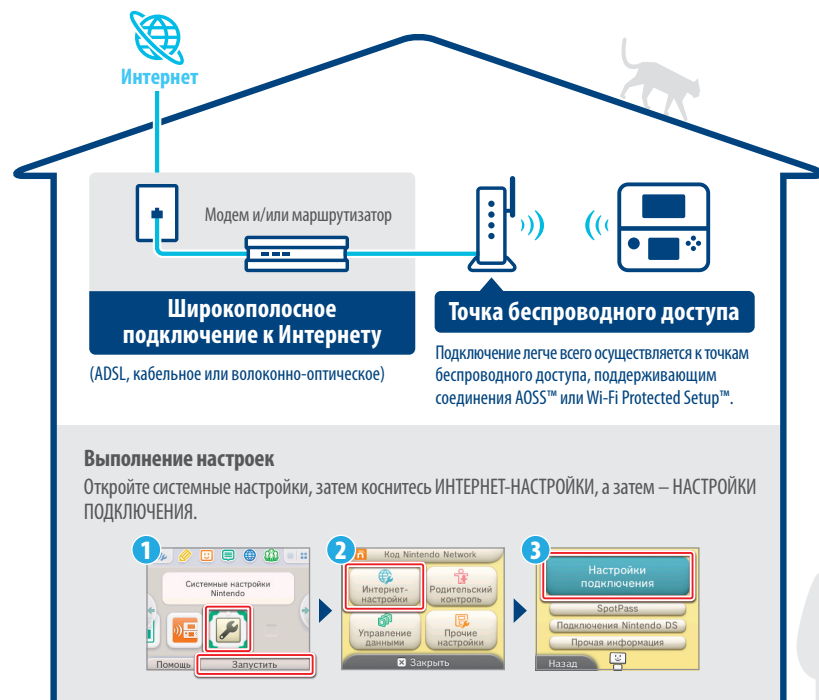 Интернет
Модем и/или маршрутизатор
Широкополосное
подключение к Интернету
(ADSL, кабельное или волоконно-оптическое)
Точка беспроводного доступа
Подключение легче всего осуществляется к точкам
беспроводного доступа, поддерживающим
соединения AOSS™ или Wi-Fi Protected Setup™.
Выполнение настроек
Откройте системные настройки, затем коснитесь ИНТЕРНЕТ-НАСТРОЙКИ, а затем – НАСТРОЙКИ
ПОДКЛЮЧЕНИЯ.
1
Системные настройки
Nintendo
Помощь
Запустить
2
Код Nintendo Network
Интернет-
настройки
Родительский
контроль
Управление
данными
Прочие
настройки
Закрыть
3
Настройки
подключения
SpotPass
Подключения Nintendo DS
Прочая информация
Назад